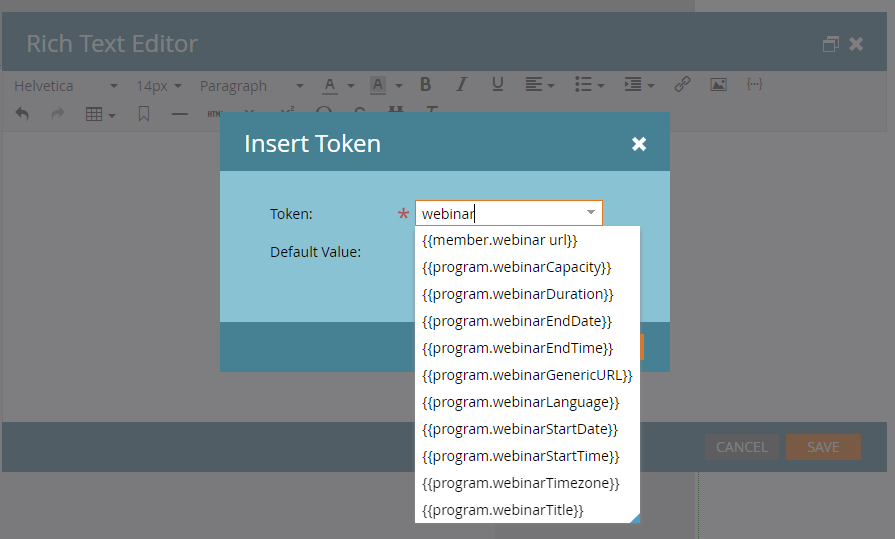 Rich Text Editor
Helvetica 14px Paragraph A A B I U
HTML
Insert Token
Token: * webinar
Default Value:
{{member.webinar url}}
{{program.webinarCapacity}}
{{program.webinarDuration}}
{{program.webinarEndDate}}
{{program.webinarEndTime}}
{{program.webinarGenericURL}}
{{program.webinarLanguage}}
{{program.webinarStartDate}}
{{program.webinarStartTime}}
{{program.webinarTimezone}}
{{program.webinarTitle}}
CANCEL SAVE